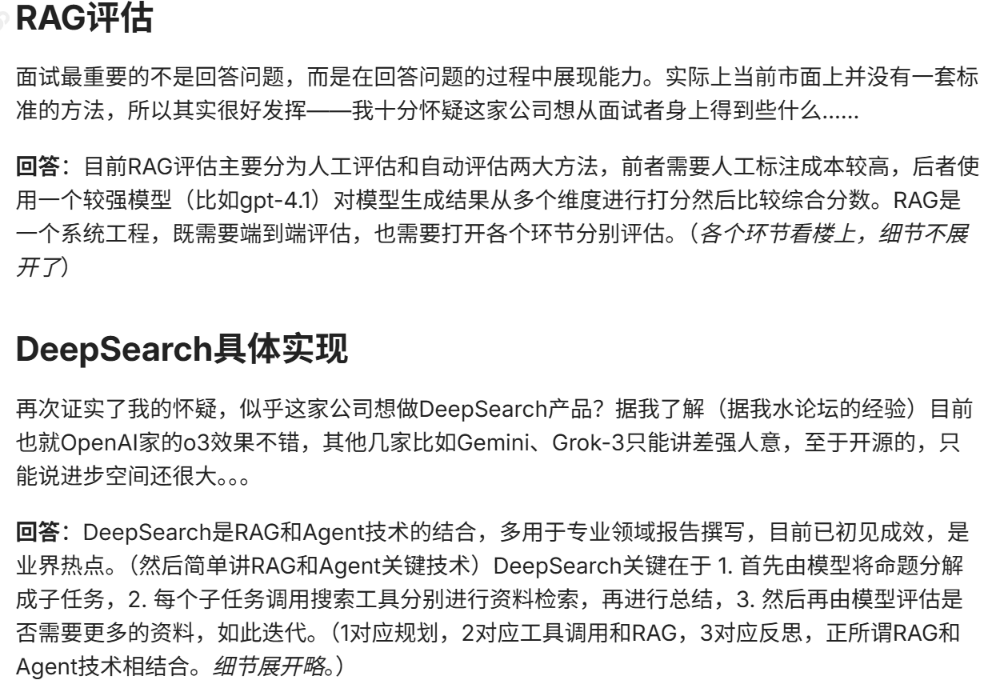 RAG评估
面试最重要的不是回答问题，而是在回答问题的过程中展现能力。实际上当前市面上并没有一套标
准的方法，所以其实很好发挥——我十分怀疑这家公司想从面试者身上得到些什么......
回答：目前RAG评估主要分为人工评估和自动评估两大方法，前者需要人工标注成本较高，后者使
用一个较强模型（比如gpt-4.1）对模型生成结果从多个维度进行打分然后比较综合分数。RAG是
一个系统工程，既需要端到端评估，也需要打开各个环节分别评估。（各个环节看楼上，细节不展
开了）
DeepSearch具体实现
再次证实了我的怀疑，似乎这家公司想做DeepSearch产品？据我了解（据我水论坛的经验）目前
也就OpenAI家的o3效果不错，其他几家比如Gemini、Grok-3只能讲差强人意，至于开源的，只
能说进步空间还很大。。。
回答：DeepSearch是RAG和Agent技术的结合，多用于专业领域报告撰写，目前已初见成效，是
业界热点。（然后简单讲RAG和Agent关键技术）DeepSearch关键在于 1. 首先由模型将命题分解
成子任务，2. 每个子任务调用搜索工具分别进行资料检索，再进行总结，3. 然后再由模型评估是
否需要更多的资料，如此迭代。（1对应规划，2对应工具调用和RAG，3对应反思，正所谓RAG和
Agent技术相结合。细节展开略。）